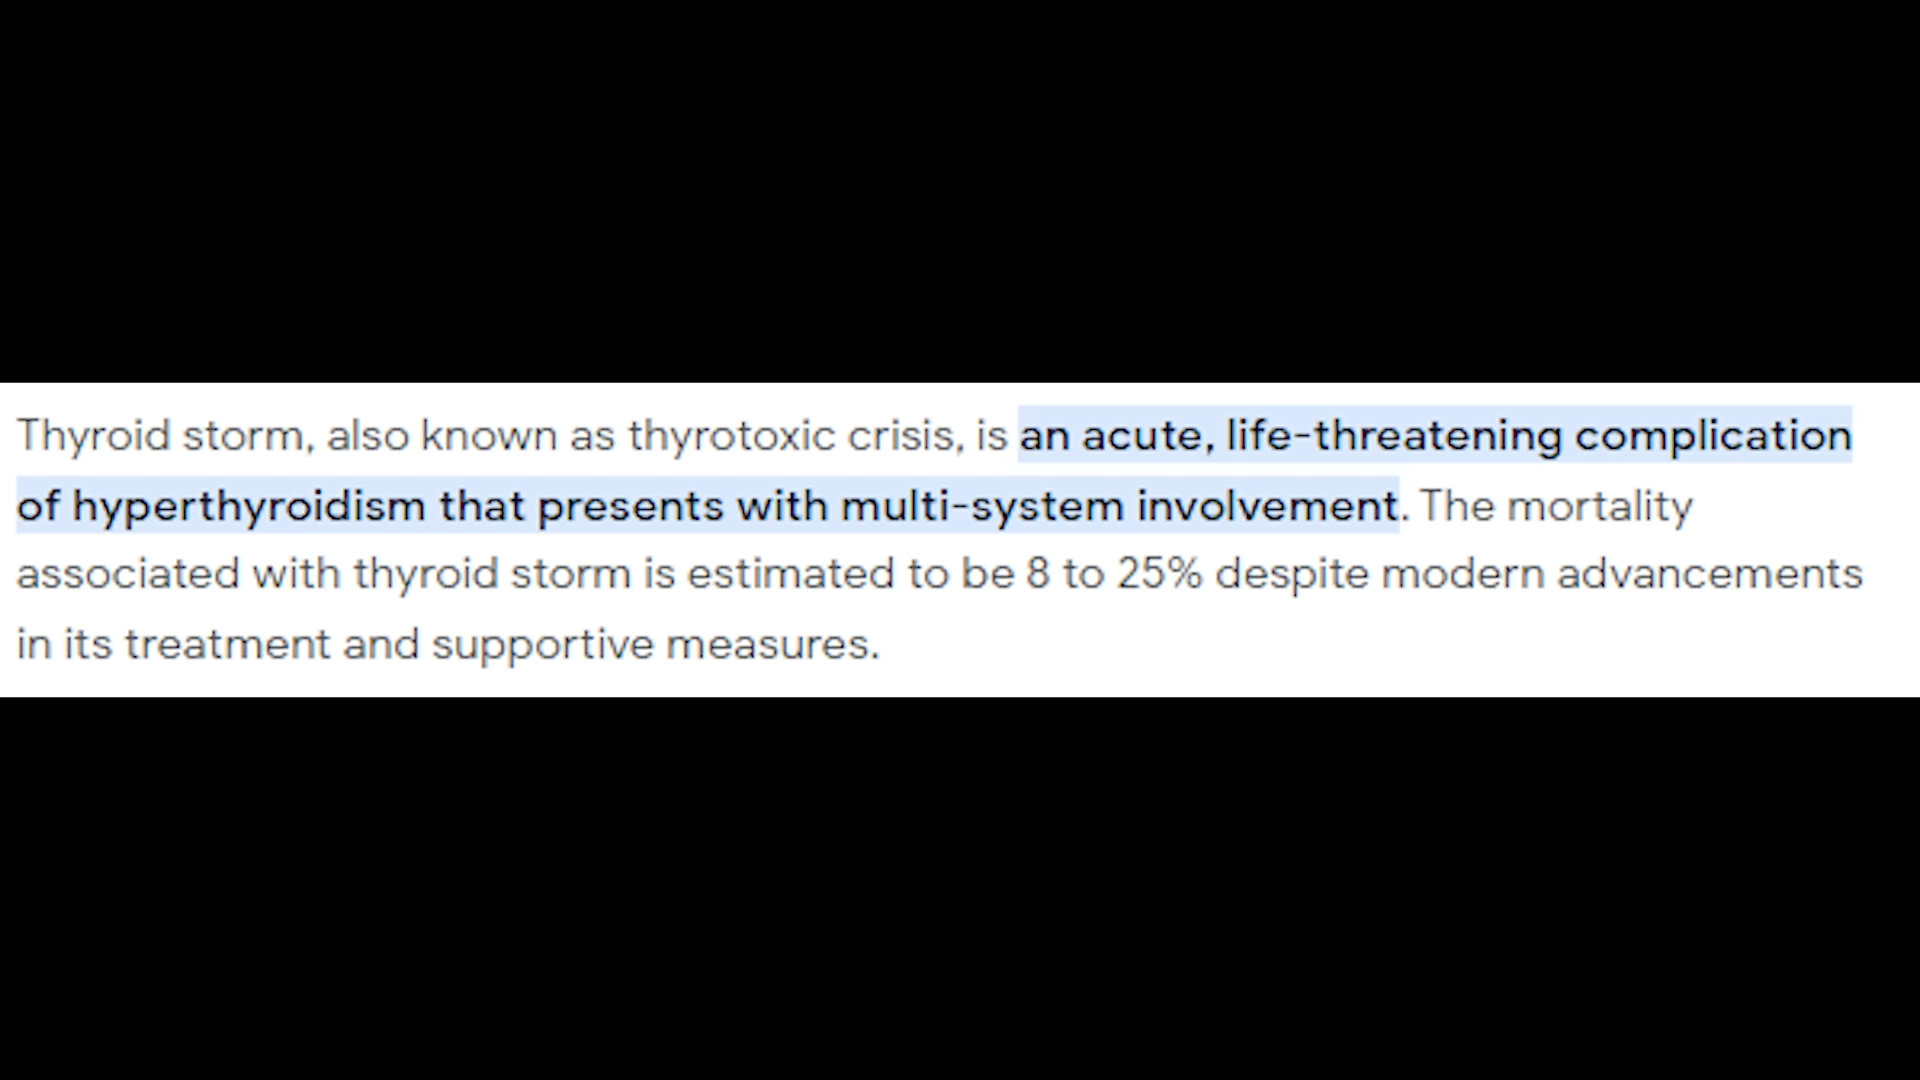 Thyroid storm, also known as thyrotoxic crisis, is an acute, life-threatening complication
of hyperthyroidism that presents with multi-system involvement. The mortality
associated with thyroid storm is estimated to be 8 to 25% despite modern advancements
in its treatment and supportive measures.